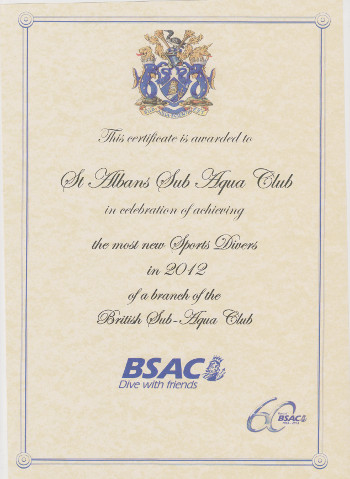 This certificate is awarded to
St Albans Sub Aqua Club
in celebration of achieving
the most new Sports Divers
in 2012
of a branch of the
British Sub-Aqua Club
BSAC
Dive with friends
60
BSAC